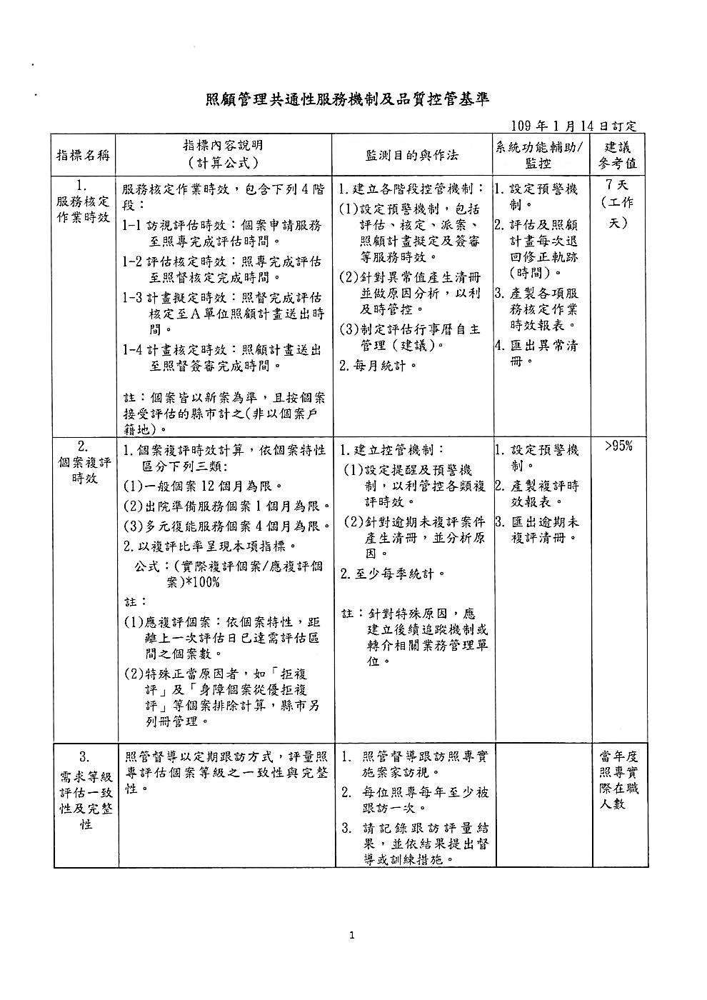 照顧管理共通性服務機制及品質控管基準
109 年 1 月 14 日訂定
指標名稱
指標內容說明
(計算公式)
監測目的與作法
系統功能輔助/
監控
建議
參考值
1.
服務核定
作業時效
服務核定作業時效，包含下列 4 階
段：
1-1 訪視評估時效：個案申請服務
至照專完成評估時間。
1-2 評估核定時效：照專完成評估
至照督核定完成時間。
1-3 計畫擬定時效：照督完成評估
核定至 A 單位照顧計畫送出時
間。
1-4 計畫核定時效：照顧計畫送出
至照督簽審完成時間。
註：個案皆以新案為準，且按個案
接受評估的縣市計之(非以個案戶
籍地)。
1.建立各階段控管機制：
(1)設定預警機制，包括
評估、核定、派案、
照顧計畫擬定及簽審
等服務時效。
(2)針對異常值產生清冊
並做原因分析，以利
及時管控。
(3)制定評估行事曆自主
管理（建議)。
2.每月統計。
1. 設定預警機
制。
2. 評估及照顧
計畫每次退
回修正軌跡
(時間)。
3. 產製各項服
務核定作業
時效報表。
4. 匯出異常清
冊。
7 天
(工作
天)
2.
個案複評
時效
1.個案複評時效計算，依個案特性
區分下列三類:
(1)一般個案 12 個月為限。
(2)出院準備服務個案 1 個月為限。
(3)多元復能服務個案 4 個月為限。
2.以複評比率呈現本項指標。
公式：(實際複評個案/應複評個
案)*100%
註：
(1)應複評個案：依個案特性，距
離上一次評估日已達需評估區
間之個案數。
(2)特殊正當原因者，如「拒複
評」及「身障個案從優拒複
評」等個案排除計算，縣市另
列冊管理。
1.建立控管機制：
(1)設定提醒及預警機
制，以利管控各類複
評時效。
(2)針對逾期未複評案件
產生清冊，並分析原
因。
2.至少每季統計。
註：針對特殊原因，應
建立後續追蹤機制或
轉介相關業務管理單
位。
1. 設定預警機
制。
2. 產製複評時
效報表。
3. 匯出逾期未
複評清冊。
>95%
3.
需求等級
評估一致
性及完整
性
照管督導以定期跟訪方式，評量照
專評估個案等級之一致性與完整
性。
1. 照管督導跟訪照專實
施案家訪視。
2. 每位照專每年至少被
跟訪一次。
3. 請記錄跟訪評量結
果，並依結果提出督
導或訓練措施。
當年度
照專實
際在職
人數
1